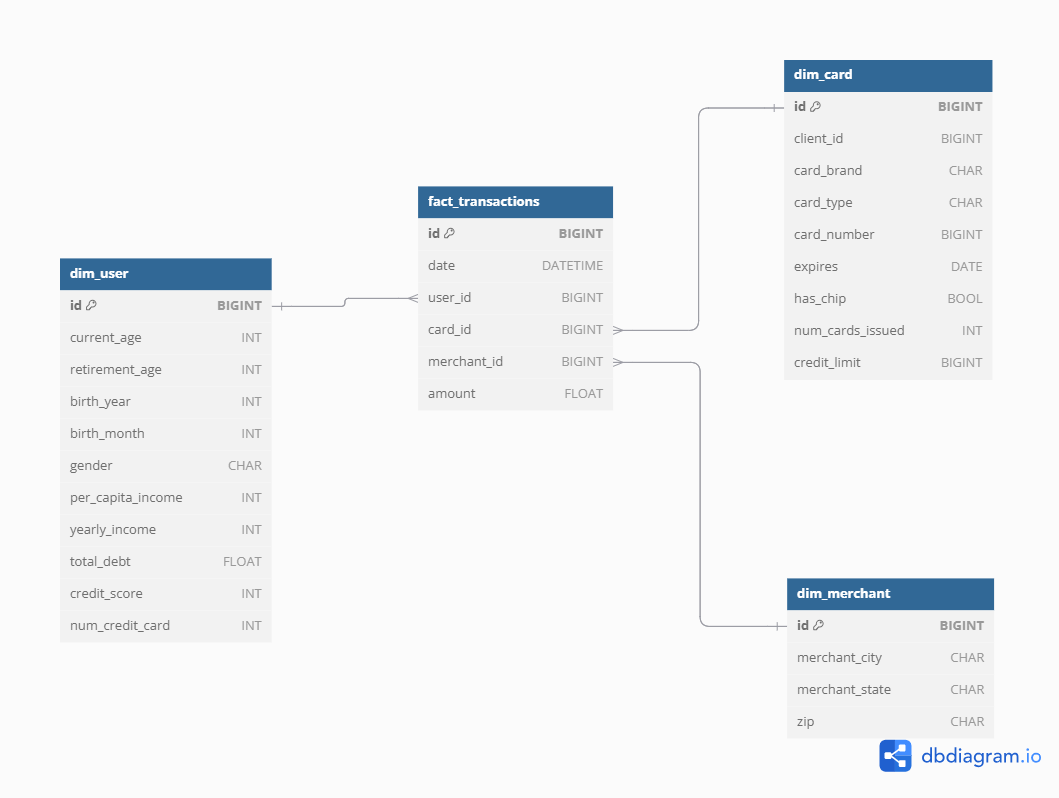 dim_card
id BIGINT
client_id BIGINT
card_brand CHAR
card_type CHAR
card_number BIGINT
expires DATE
has_chip BOOL
num_cards_issued INT
credit_limit BIGINT
fact_transactions
id BIGINT
date DATETIME
user_id BIGINT
card_id BIGINT
merchant_id BIGINT
amount FLOAT
dim_user
id BIGINT
current_age INT
retirement_age INT
birth_year INT
birth_month INT
gender CHAR
per_capita_income INT
yearly_income INT
total_debt FLOAT
credit_score INT
num_credit_card INT
dim_merchant
id BIGINT
merchant_city CHAR
merchant_state CHAR
zip CHAR
dbdiagram.io